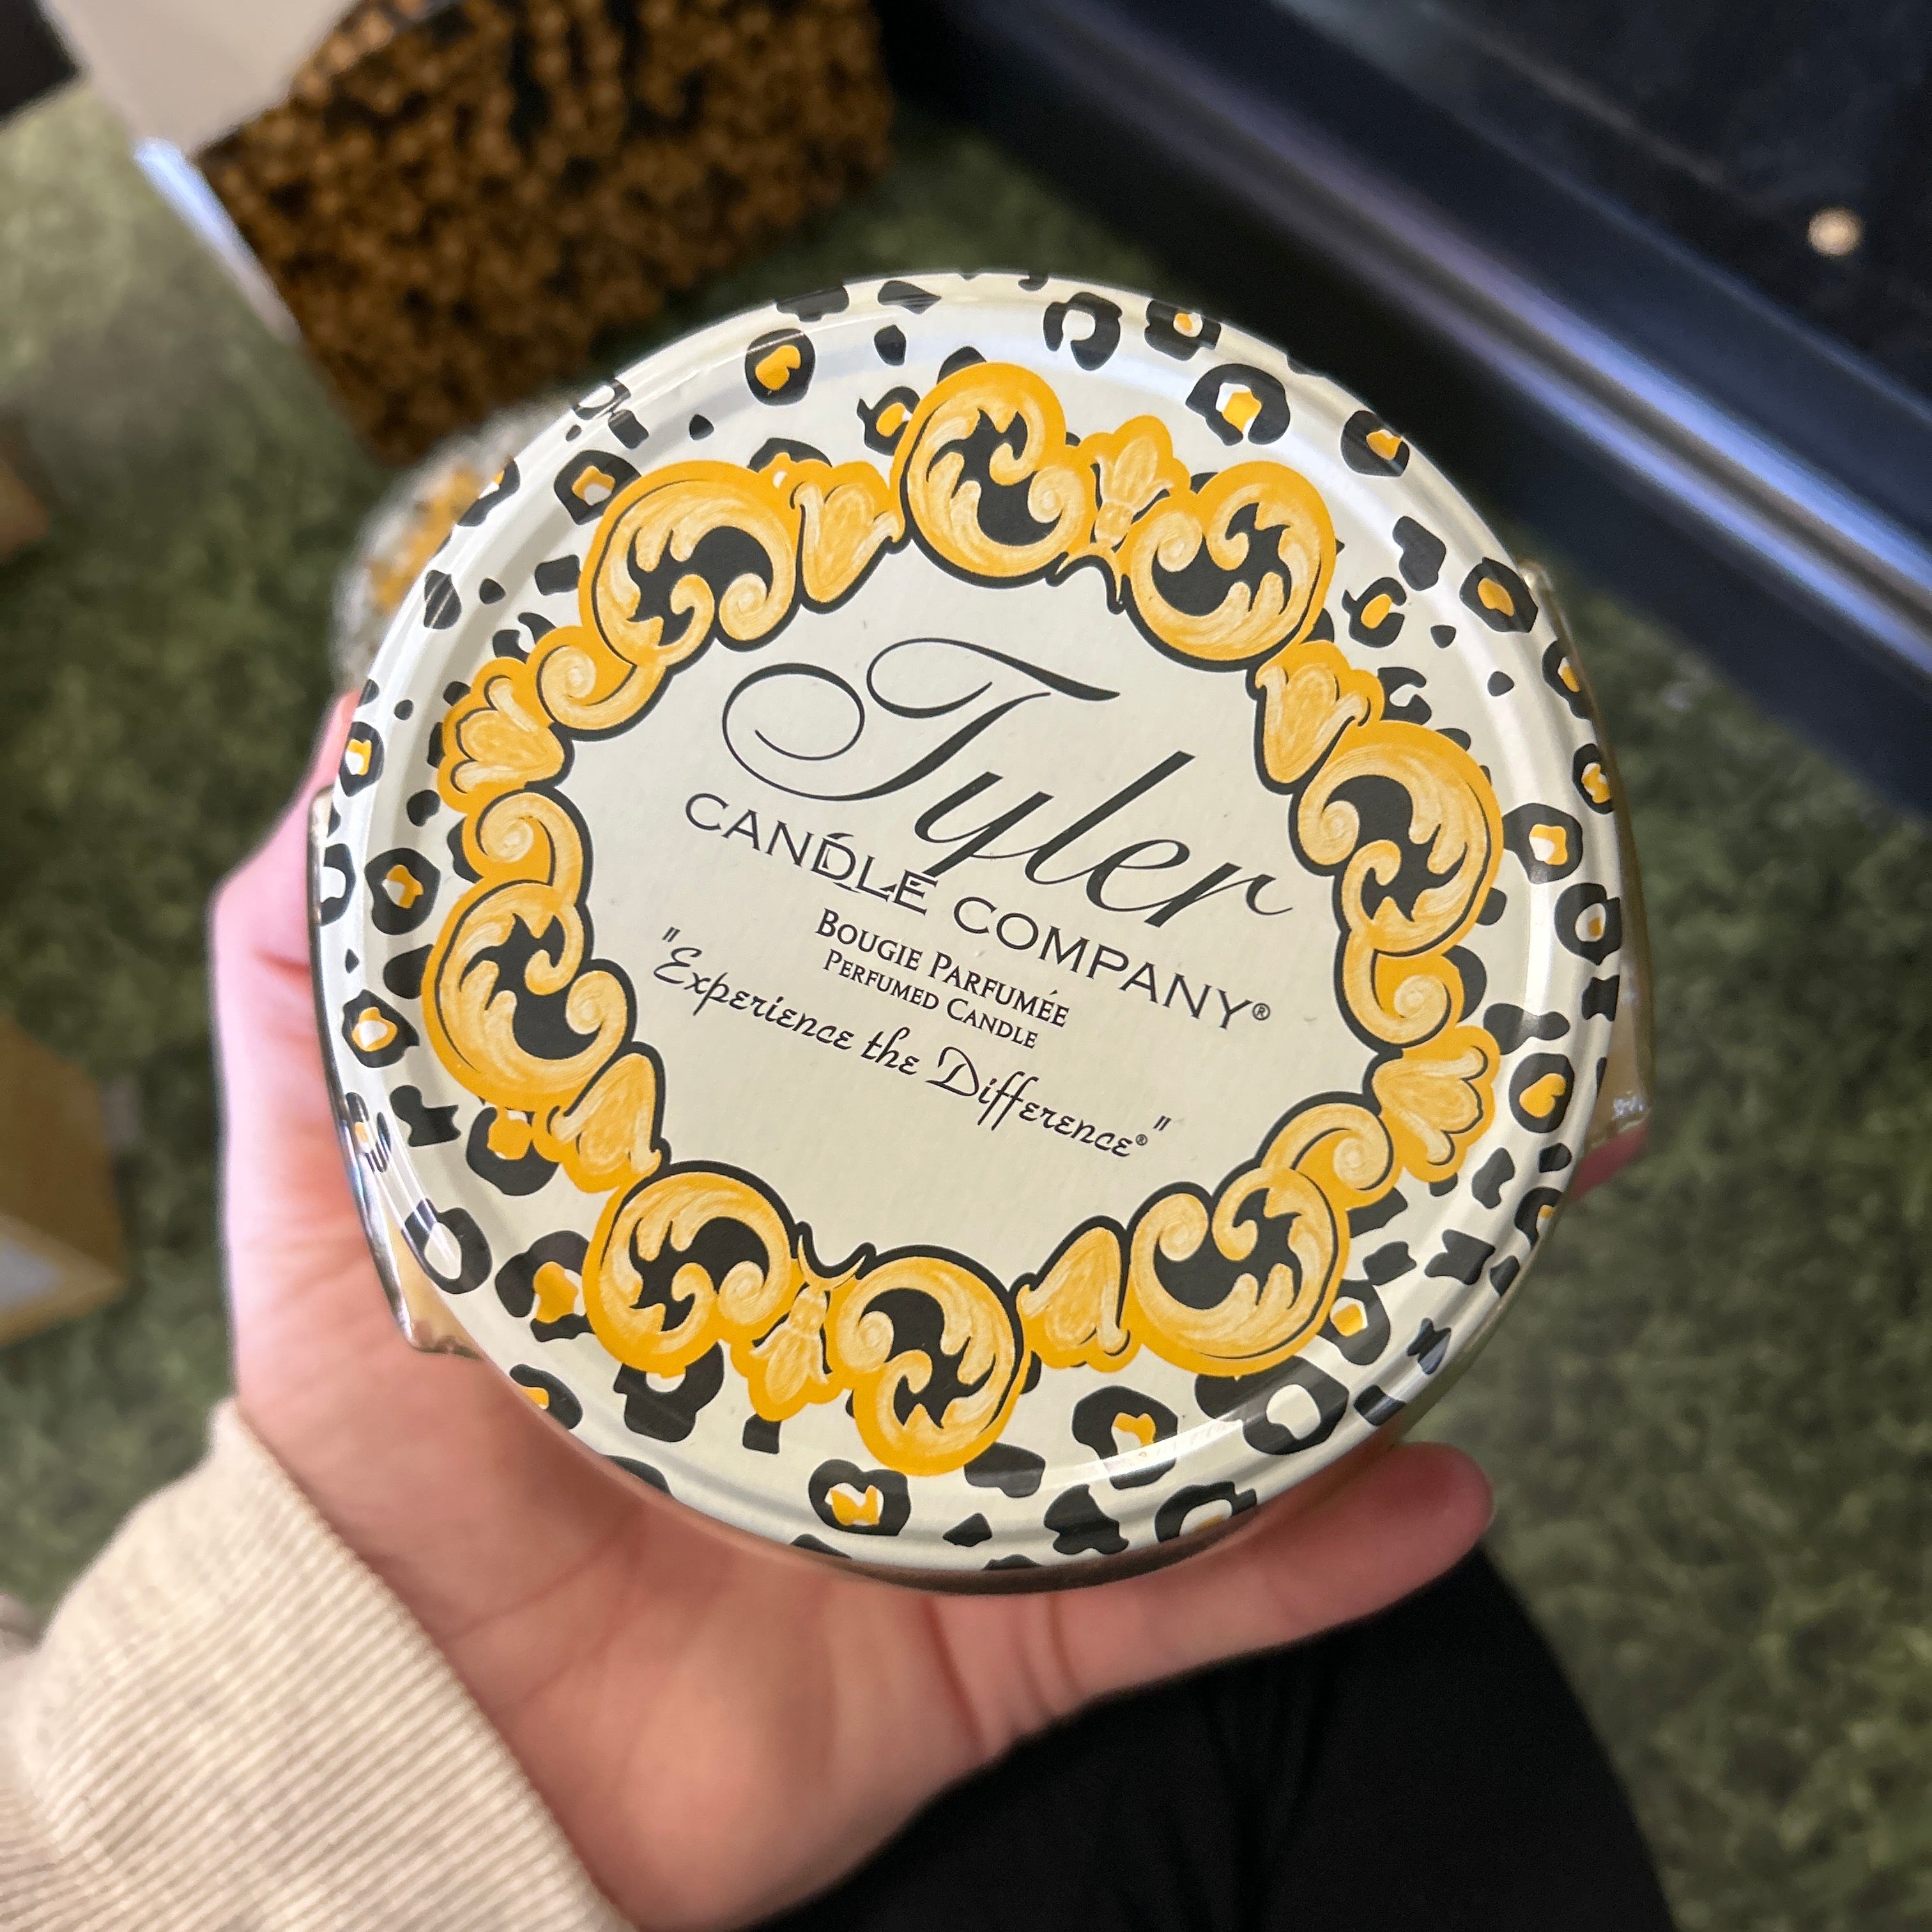 Tyler
CANDLE COMPANY®
BOUGIE PARFUMÉE
PERFUMED CANDLE
"Experience the Difference®"